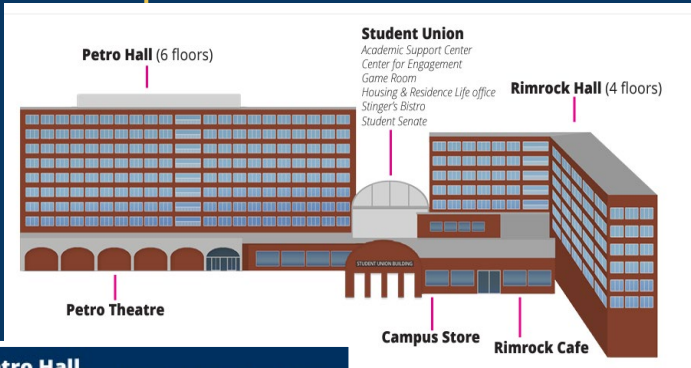 Petro Hall (6 floors)
Student Union
Academic Support Center
Center for Engagement
Game Room
Housing & Residence Life office
Stinger's Bistro
Student Senate
Rimrock Hall (4 floors)
STUDENT UNION BUILDING
Petro Theatre
Campus Store
Rimrock Cafe
Hall